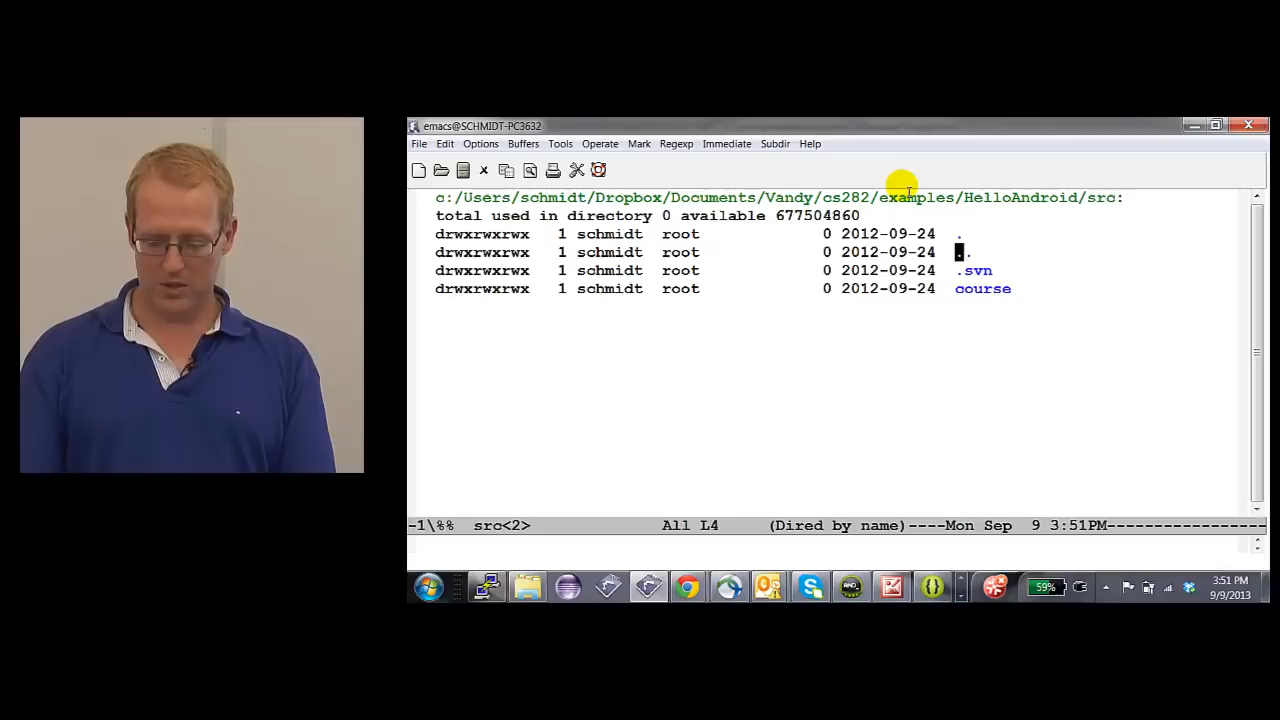 emacs@SCHMIDT-PC3632
File Edit Options Buffers Tools Operate Mark Regexp Immediate Subdir Help
c:/Users/schmidt/Dropbox/Documents/Vandy/cs282/examples/HelloAndroid/src:
total used in directory 0 available 677504860
drwxrwxrwx 1 schmidt root 0 2012-09-24 .
drwxrwxrwx 1 schmidt root 0 2012-09-24 ..
drwxrwxrwx 1 schmidt root 0 2012-09-24 .svn
drwxrwxrwx 1 schmidt root 0 2012-09-24 course
-1\%% src<2> All L4 (Dired by name)----Mon Sep 9 3:51PM-----------------
59%
3:51 PM
9/9/2013